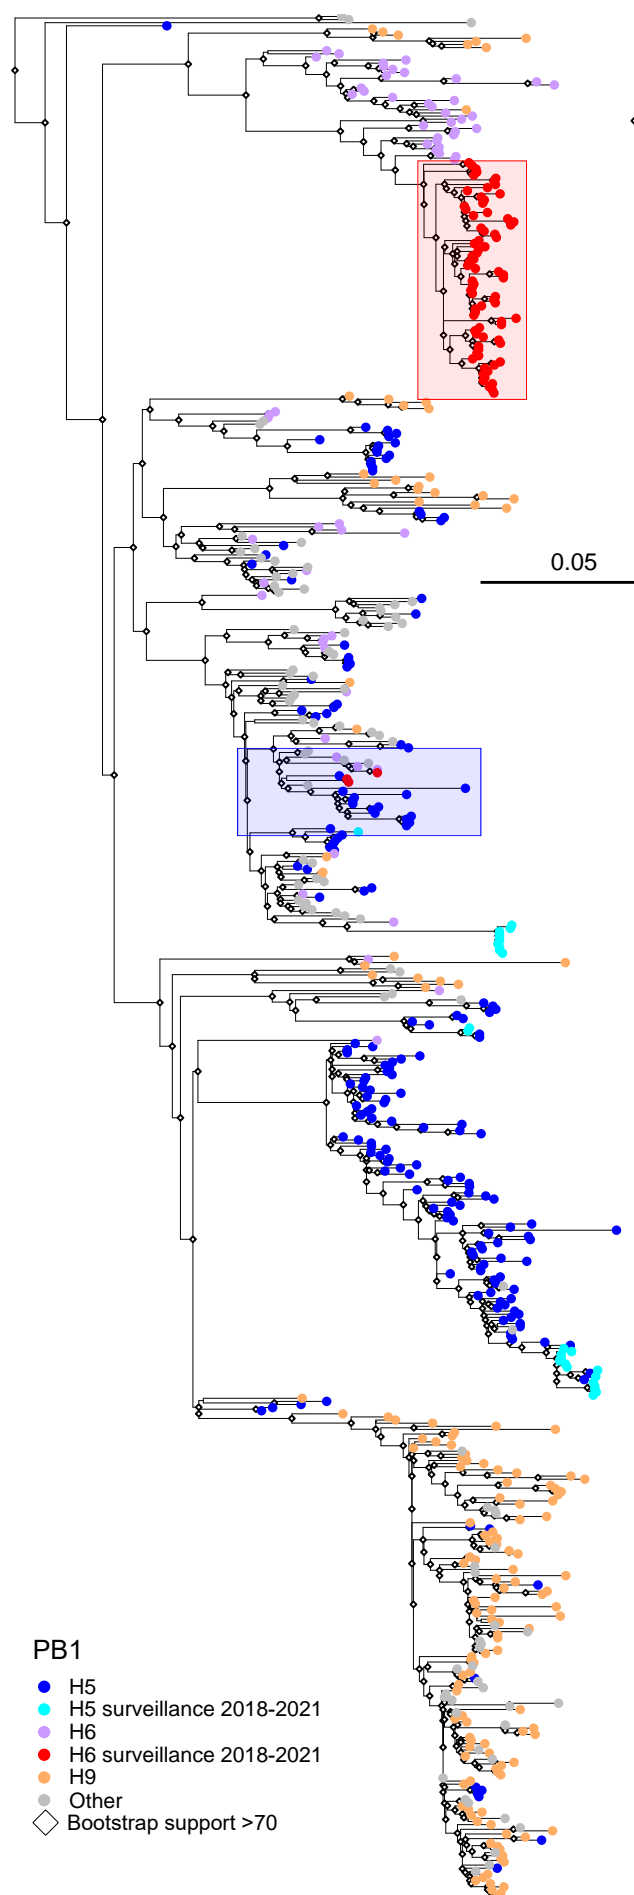 0.05
PB1
H5
H5 surveillance 2018-2021
H6
H6 surveillance 2018-2021
H9
Other
Bootstrap support >70